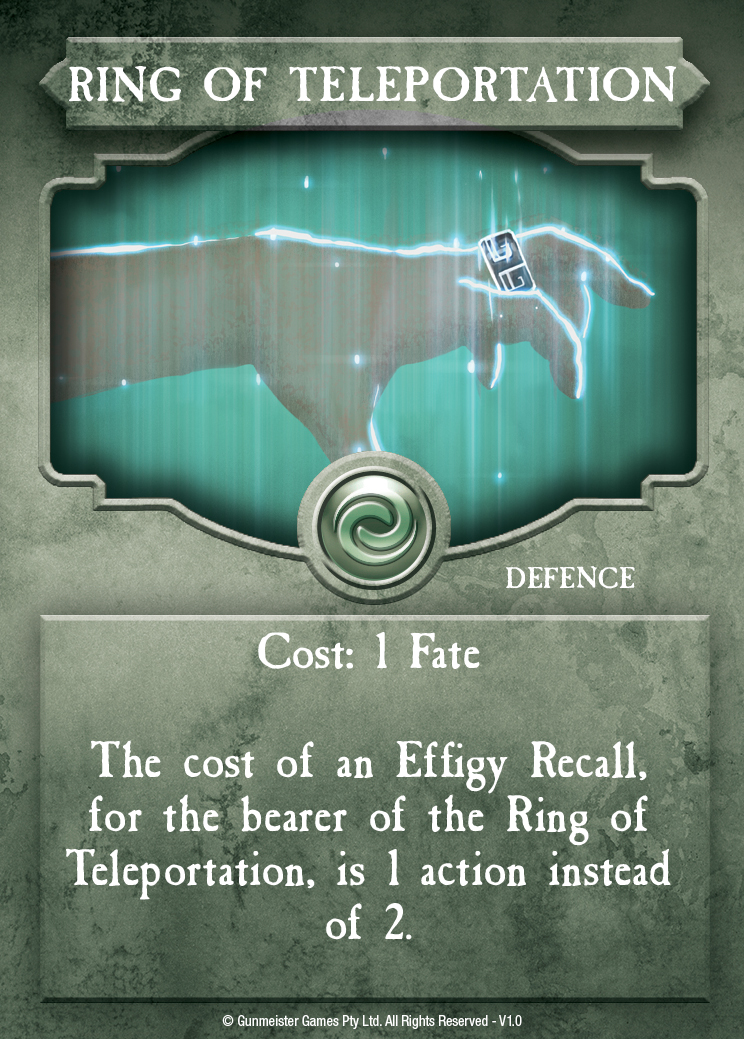 RING OF TELEPORTATION
DEFENCE
Cost: 1 Fate
The cost of an Effigy Recall,
for the bearer of the Ring of
Teleportation, is 1 action instead
of 2.
© Gunmeister Games Pty Ltd. All Rights Reserved - V1.0